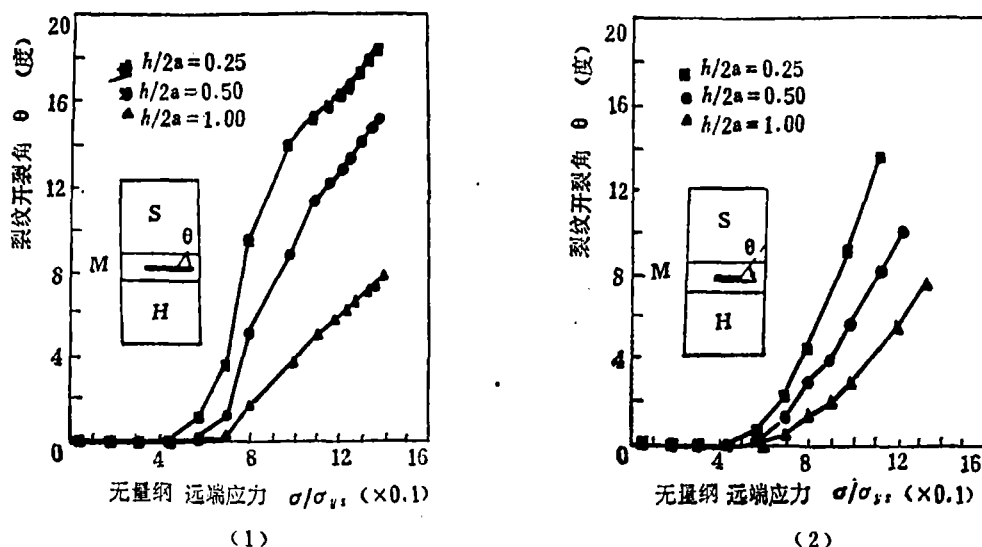 20
16
12
8
4
0
裂纹开裂角 θ (度)
h/2a=0.25
h/2a=0.50
h/2a=1.00
S
θ
M
H
4 8 12 16
无量纲 远端应力 σ/σys (×0.1)
(1)
20
16
12
8
4
0
裂纹开裂角 θ (度)
h/2a=0.25
h/2a=0.50
h/2a=1.00
S
θ
M
H
4 8 12 16
无量纲 远端应力 σ/σys (×0.1)
(2)